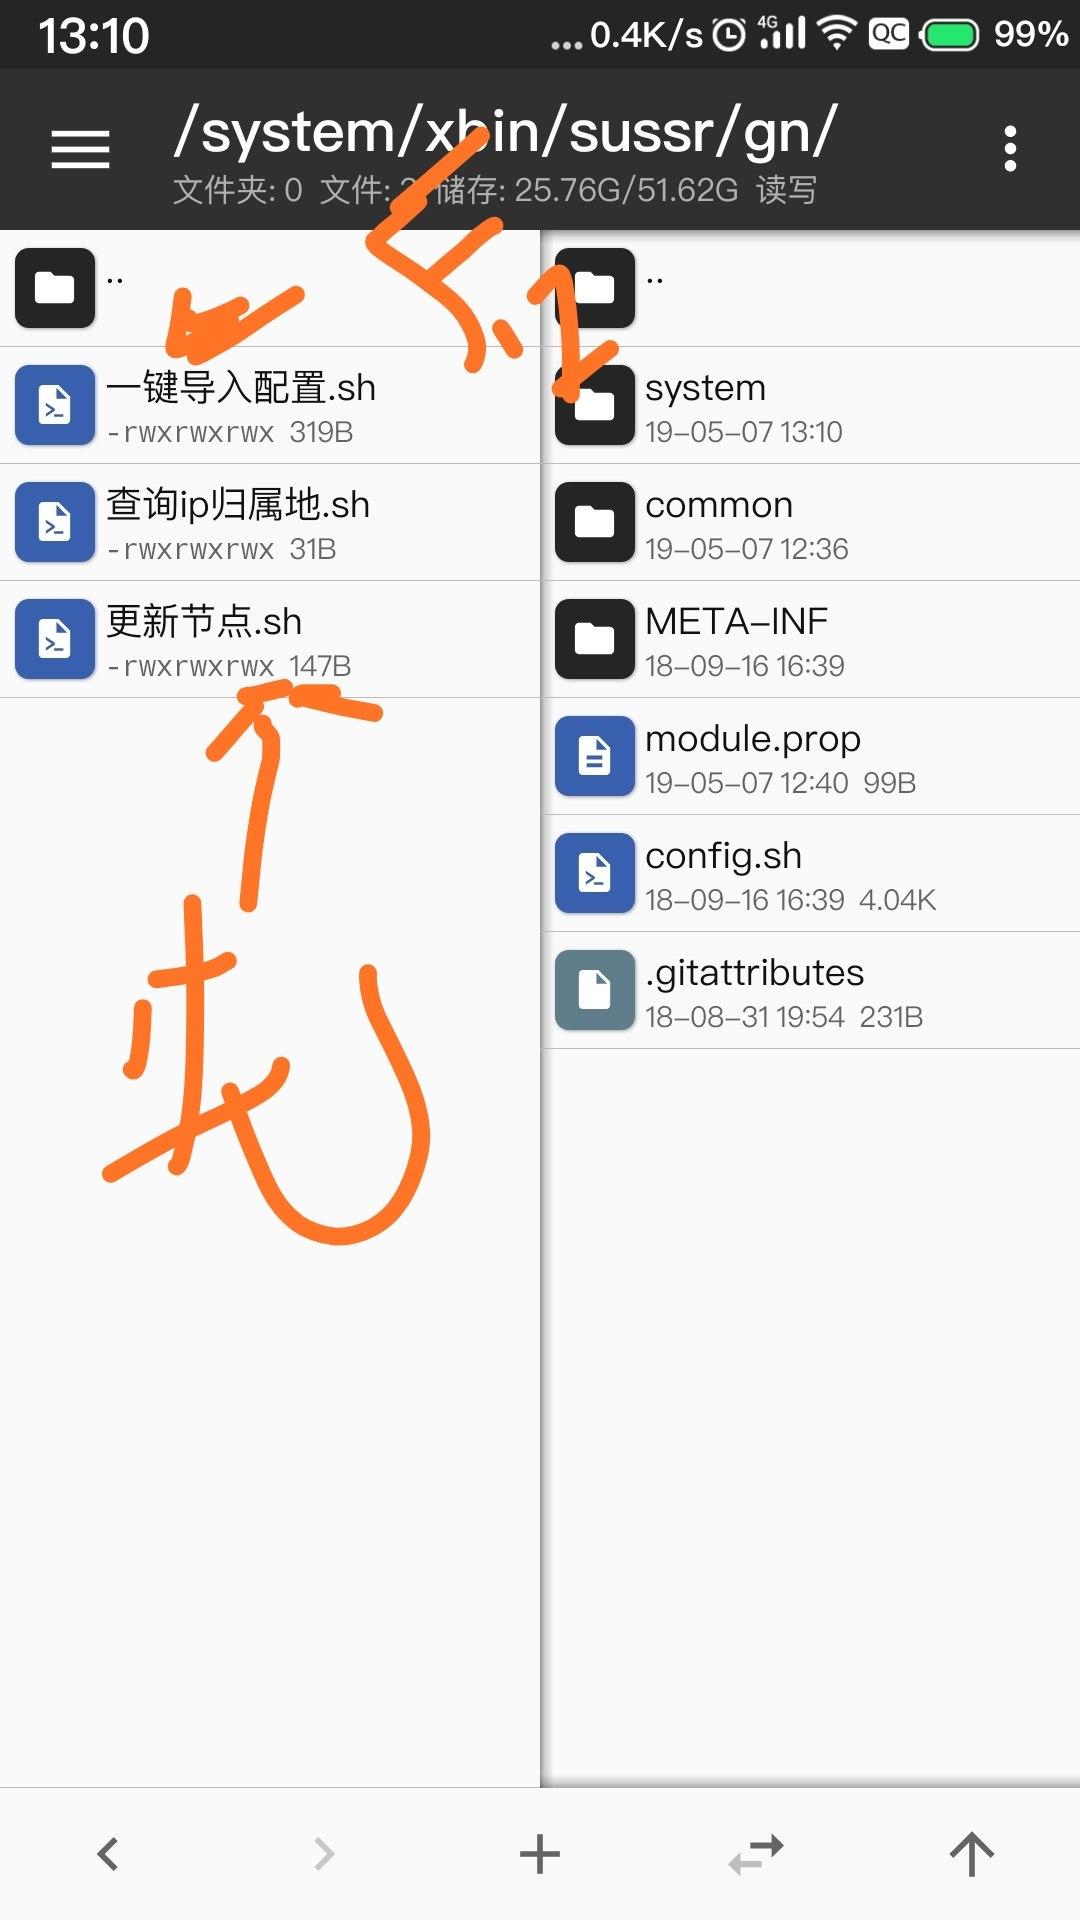 13:10
0.4K/s 4G QC 99%
/system/xbin/sussr/gn/
文件夹: 0 文件: 储存: 25.76G/51.62G 读写
..
一键导入配置.sh
-rwxrwxrwx 319B
查询ip归属地.sh
-rwxrwxrwx 31B
更新节点.sh
-rwxrwxrwx 147B
先
..
system
19-05-07 13:10
common
19-05-07 12:36
META-INF
18-09-16 16:39
module.prop
19-05-07 12:40 99B
config.sh
18-09-16 16:39 4.04K
.gitattributes
18-08-31 19:54 231B